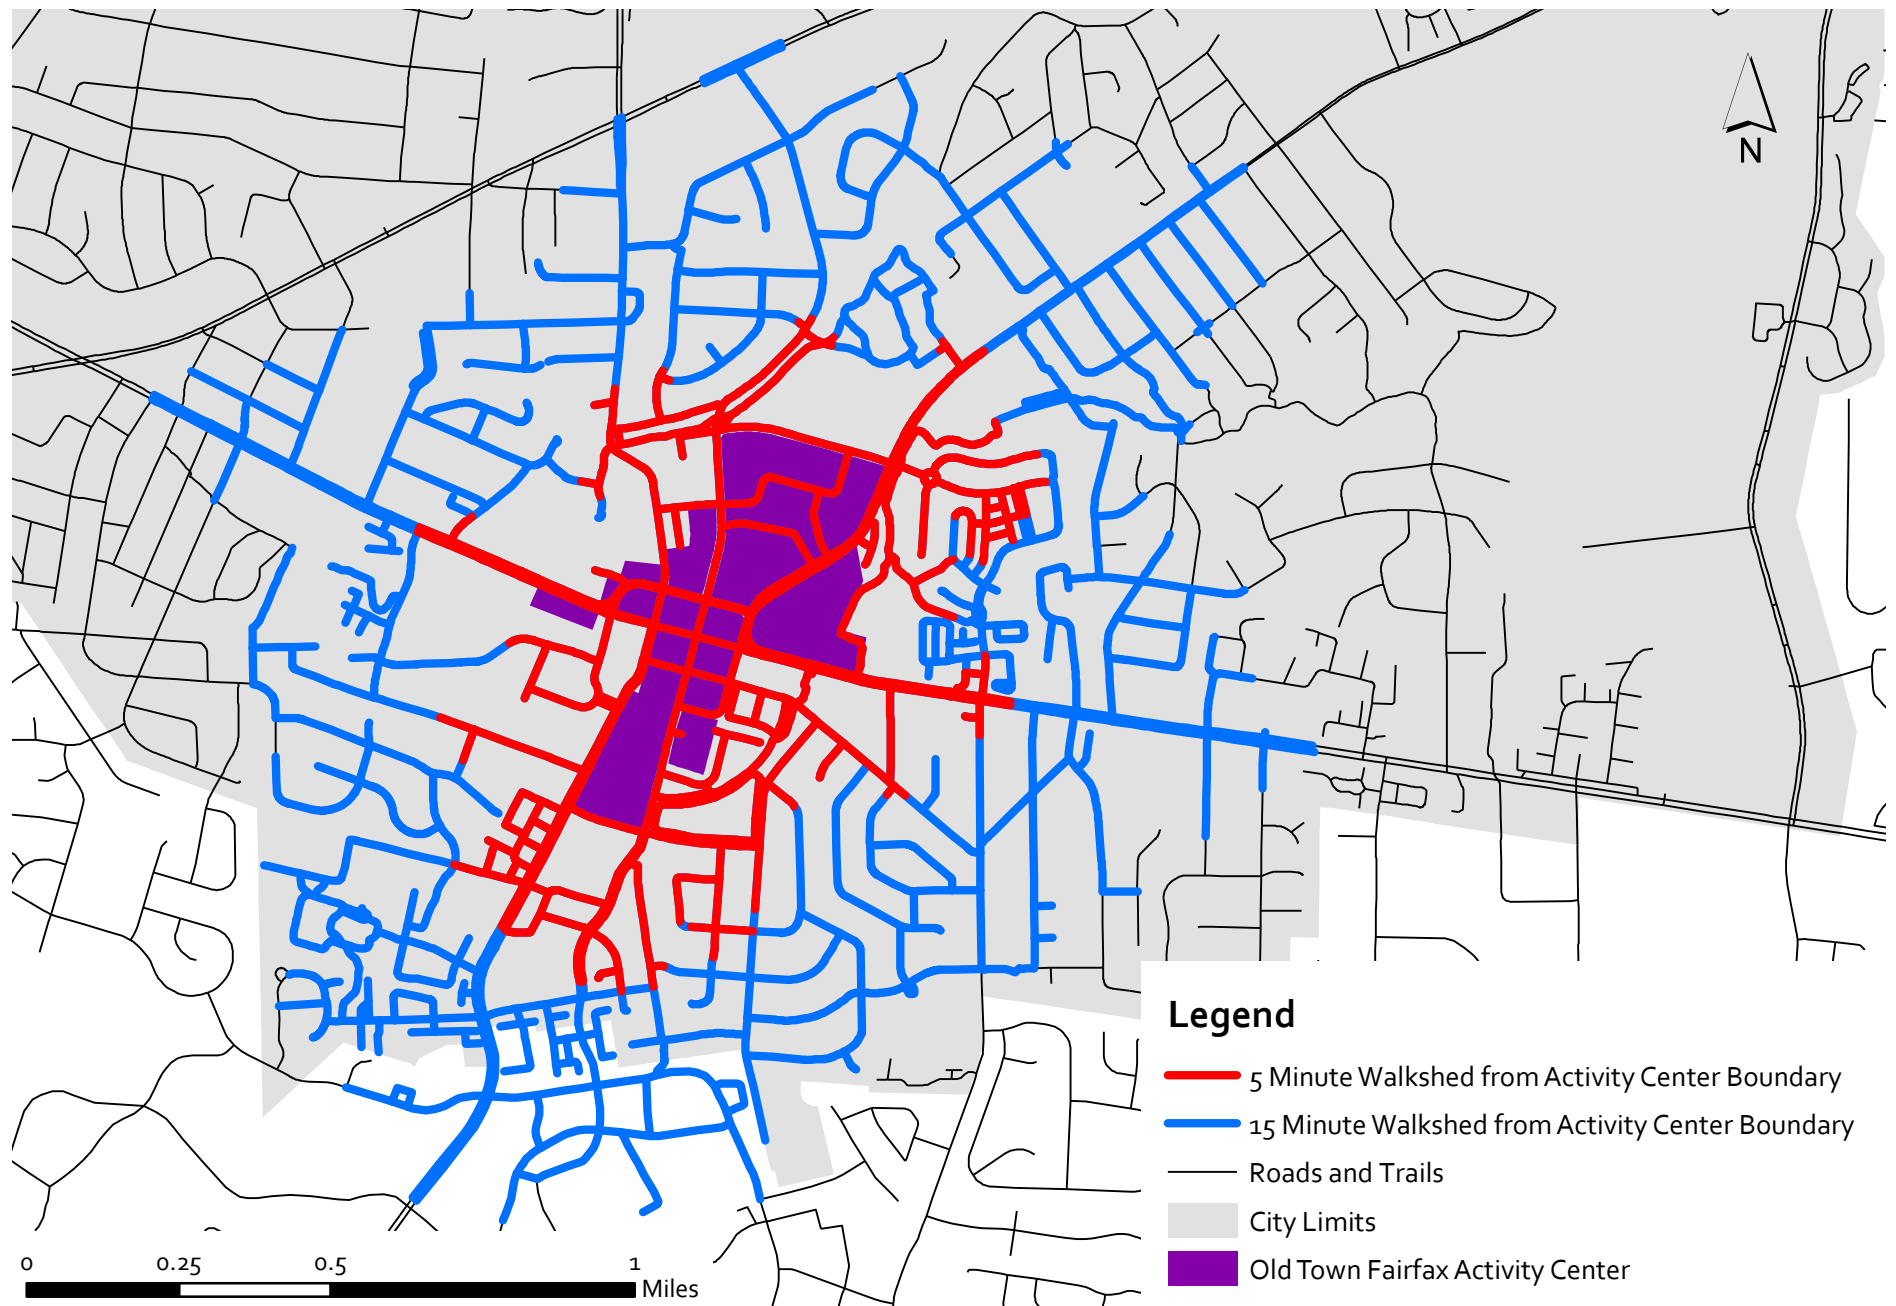 N
Legend
5 Minute Walkshed from Activity Center Boundary
15 Minute Walkshed from Activity Center Boundary
Roads and Trails
City Limits
Old Town Fairfax Activity Center
0 0.25 0.5 1
Miles